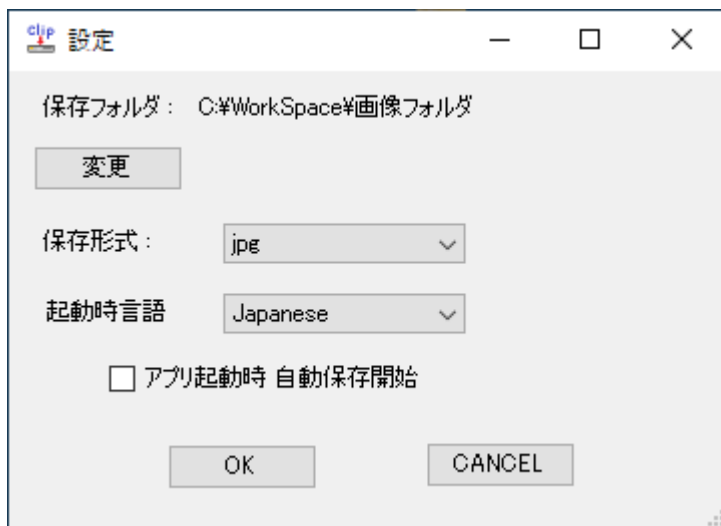 clip 設定
保存フォルダ : C:¥WorkSpace¥画像フォルダ
変更
保存形式 : jpg
起動時言語 Japanese
アプリ起動時 自動保存開始
OK CANCEL